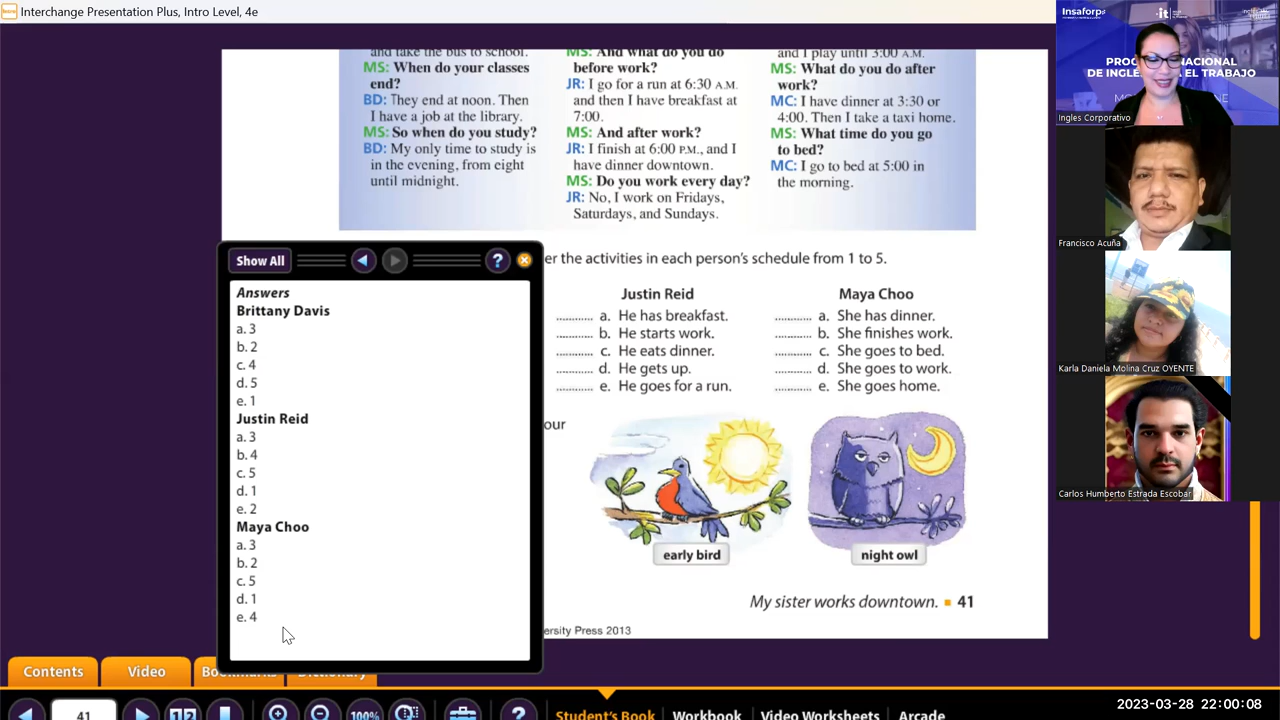 Interchange Presentation Plus, Intro Level, 4e
and take the bus to school.
MS: When do your classes
end?
BD: They end at noon. Then
I have a job at the library.
MS: So when do you study?
BD: My only time to study is
in the evening, from eight
until midnight.
MS: And what do you do
before work?
JR: I go for a run at 6:30 A.M.
and then I have breakfast at
7:00.
MS: And after work?
JR: I finish at 6:00 P.M., and I
have dinner downtown.
MS: Do you work every day?
JR: No, I work on Fridays,
Saturdays, and Sundays.
and I play until 3:00 A.M.
MS: What do you do after
work?
MC: I have dinner at 3:30 or
4:00. Then I take a taxi home.
MS: What time do you go
to bed?
MC: I go to bed at 5:00 in
the morning.
er the activities in each person's schedule from 1 to 5.
Show All
?
Answers
Brittany Davis
a. 3
b. 2
c. 4
d. 5
e. 1
Justin Reid
a. 3
b. 4
c. 5
d. 1
e. 2
Maya Choo
a. 3
b. 2
c. 5
d. 1
e. 4
Justin Reid
............ a. He has breakfast.
............ b. He starts work.
............ c. He eats dinner.
............ d. He gets up.
............ e. He goes for a run.
Maya Choo
............ a. She has dinner.
............ b. She finishes work.
............ c. She goes to bed.
............ d. She goes to work.
............ e. She goes home.
our
early bird
night owl
My sister works downtown. ■ 41
ersity Press 2013
Contents
Video
Bookmarks
Dictionary
41
100%
?
Student's Book
Workbook
Video Worksheets
Arcade
Insaforp
it
DE INGLÉS PARA EL TRABAJO
Ingles Corporativo
Francisco Acuña
Karla Daniela Molina Cruz OYENTE
Carlos Humberto Estrada Escobar
2023-03-28 22:00:08